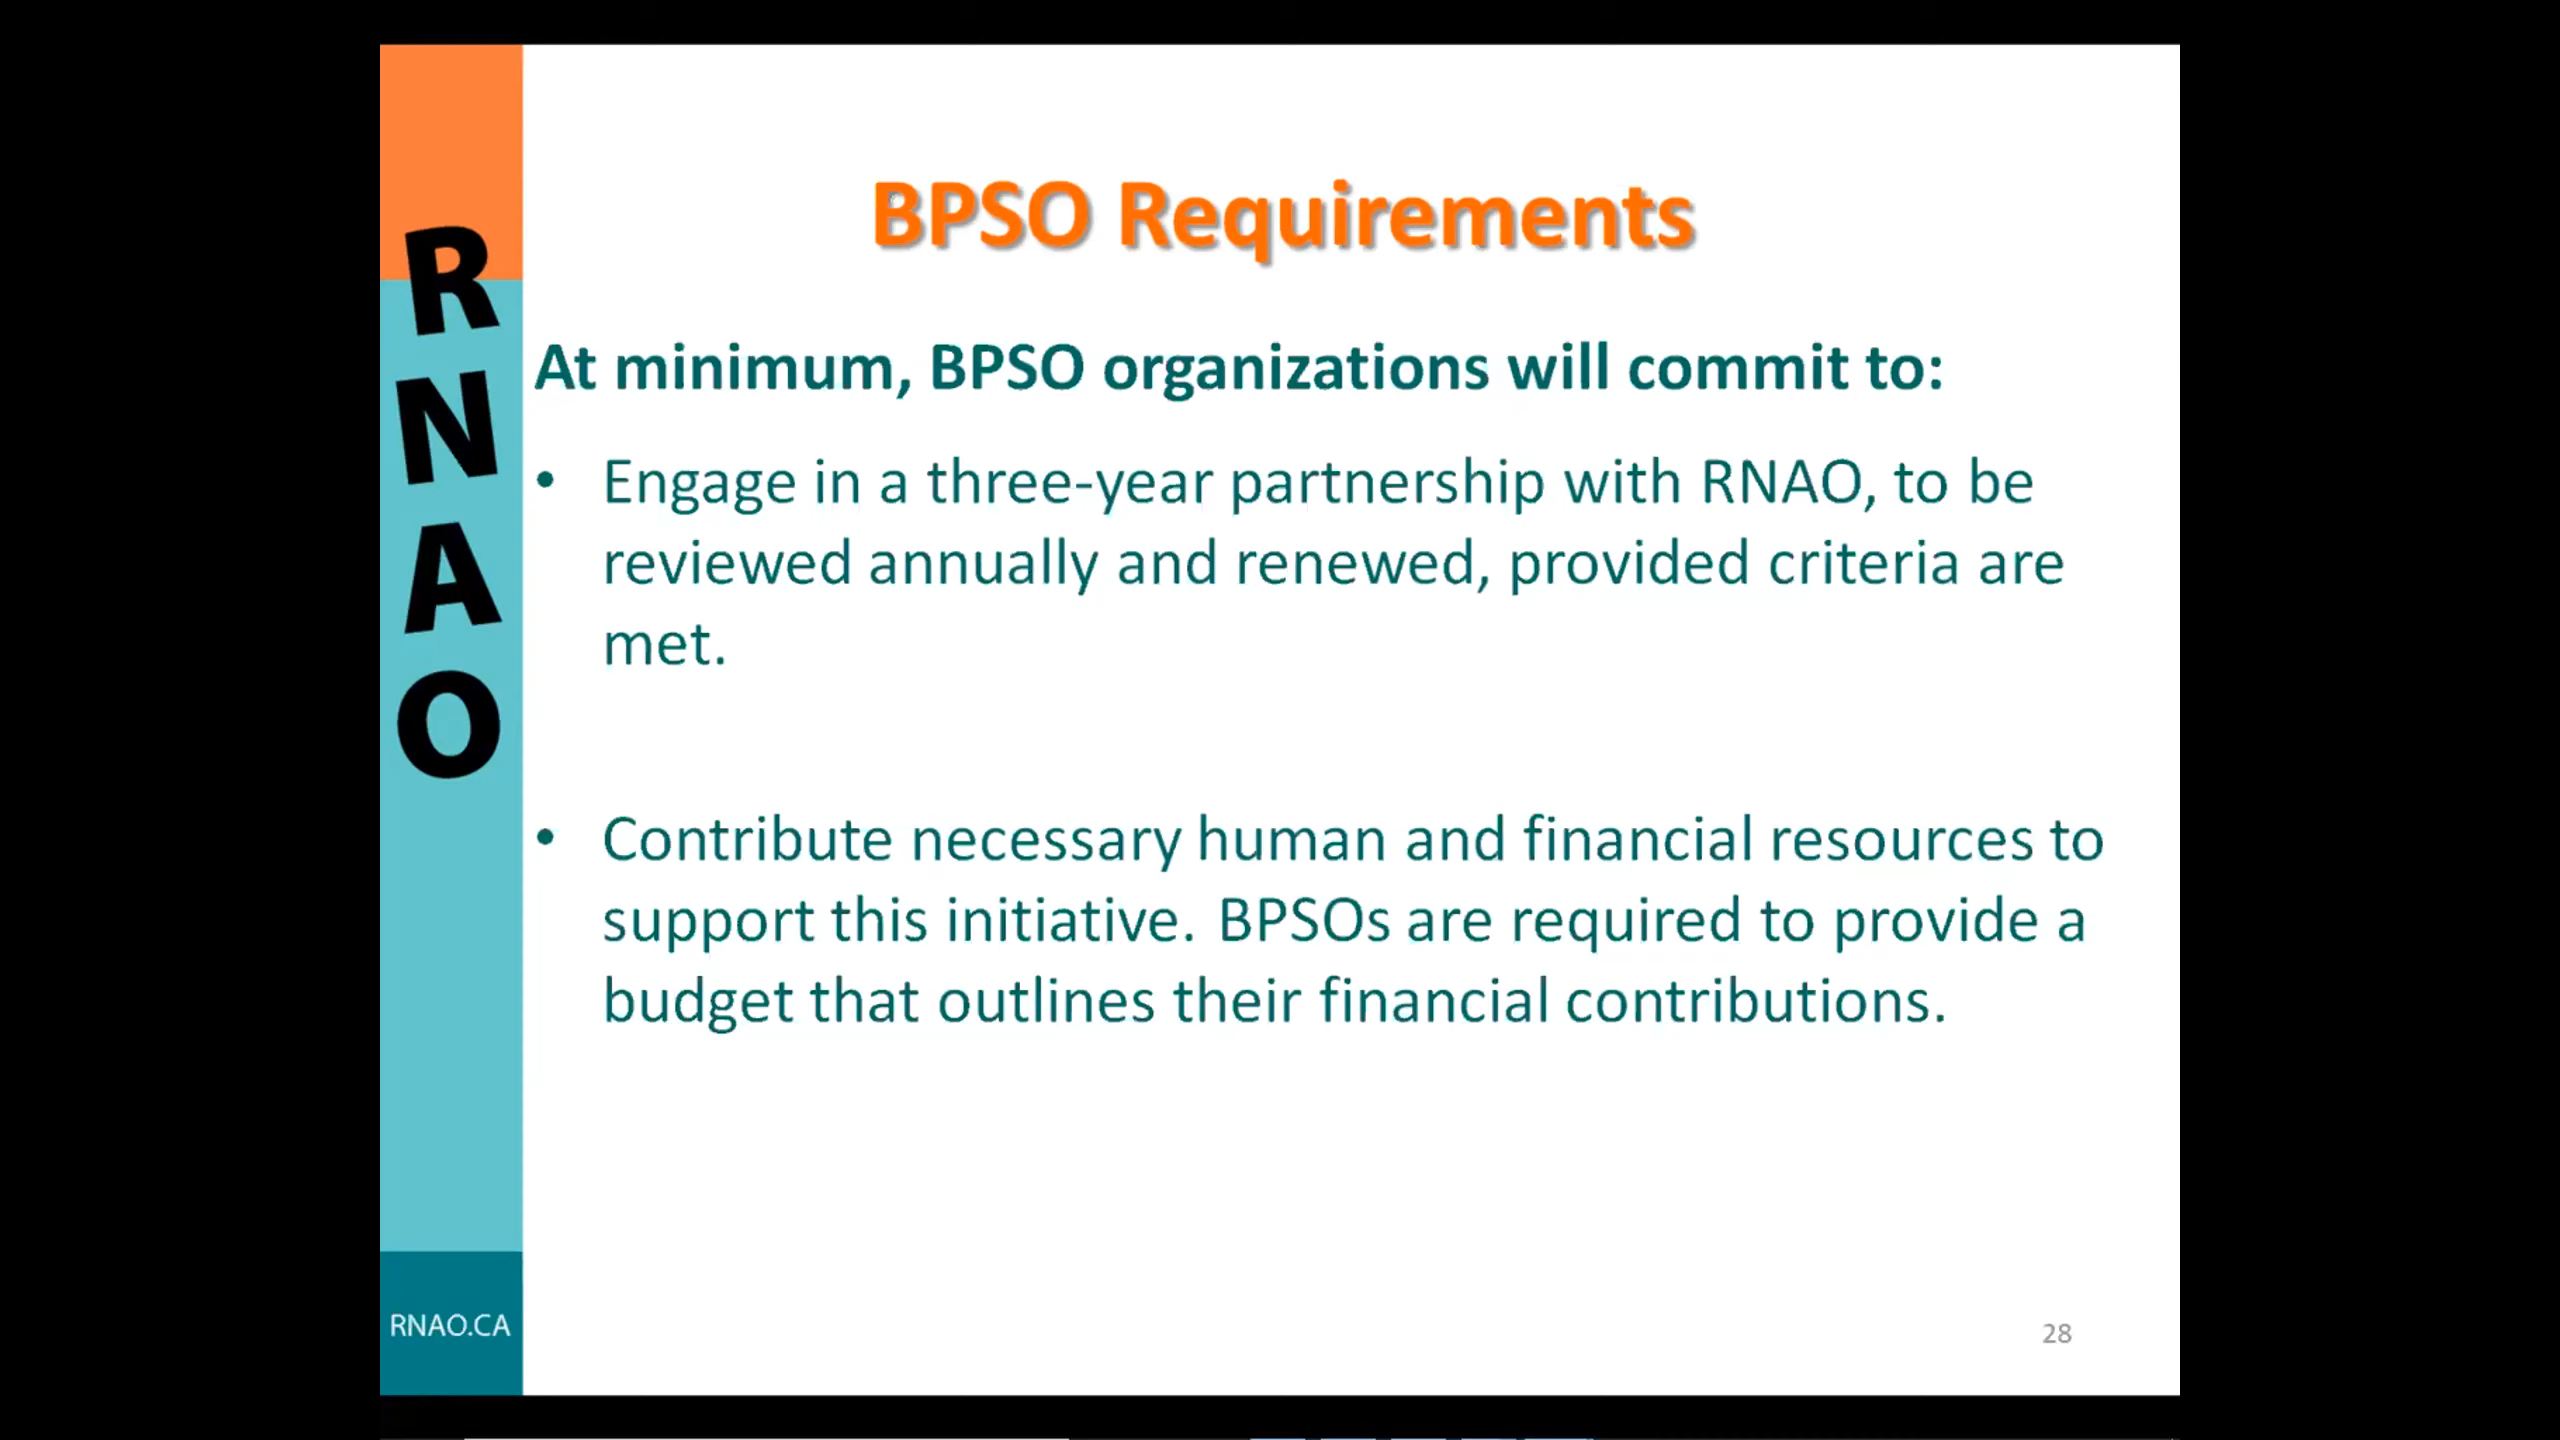 RNAO
BPSO Requirements
At minimum, BPSO organizations will commit to:
• Engage in a three-year partnership with RNAO, to be
reviewed annually and renewed, provided criteria are
met.
• Contribute necessary human and financial resources to
support this initiative. BPSOs are required to provide a
budget that outlines their financial contributions.
RNAO.CA
28